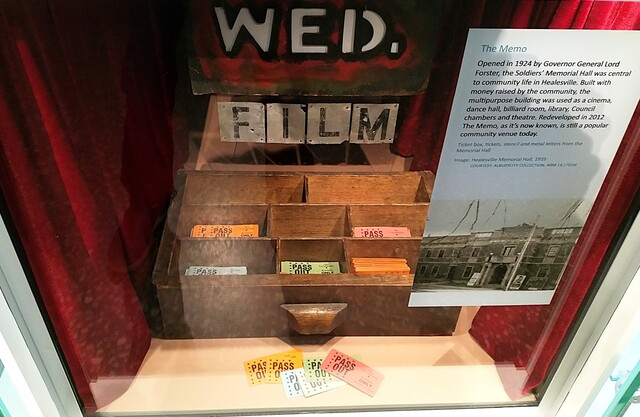 WED.
FILM
The Memo
Opened in 1924 by Governor General Lord
Forster, the Soldiers' Memorial Hall was central
to community life in Healesville. Built with
money raised by the community, the
multipurpose building was used as a cinema,
dance hall, billiard room, library, Council
chambers and theatre. Redeveloped in 2012
The Memo, as it's now known, is still a popular
community venue today.
Ticket box, tickets, stencil and metal letters from the
Memorial Hall
Image: Healesville Memorial Hall, 1935
PASS
OUT
PASS
PASS
PASS
OUT
PASS
PASS
OUT